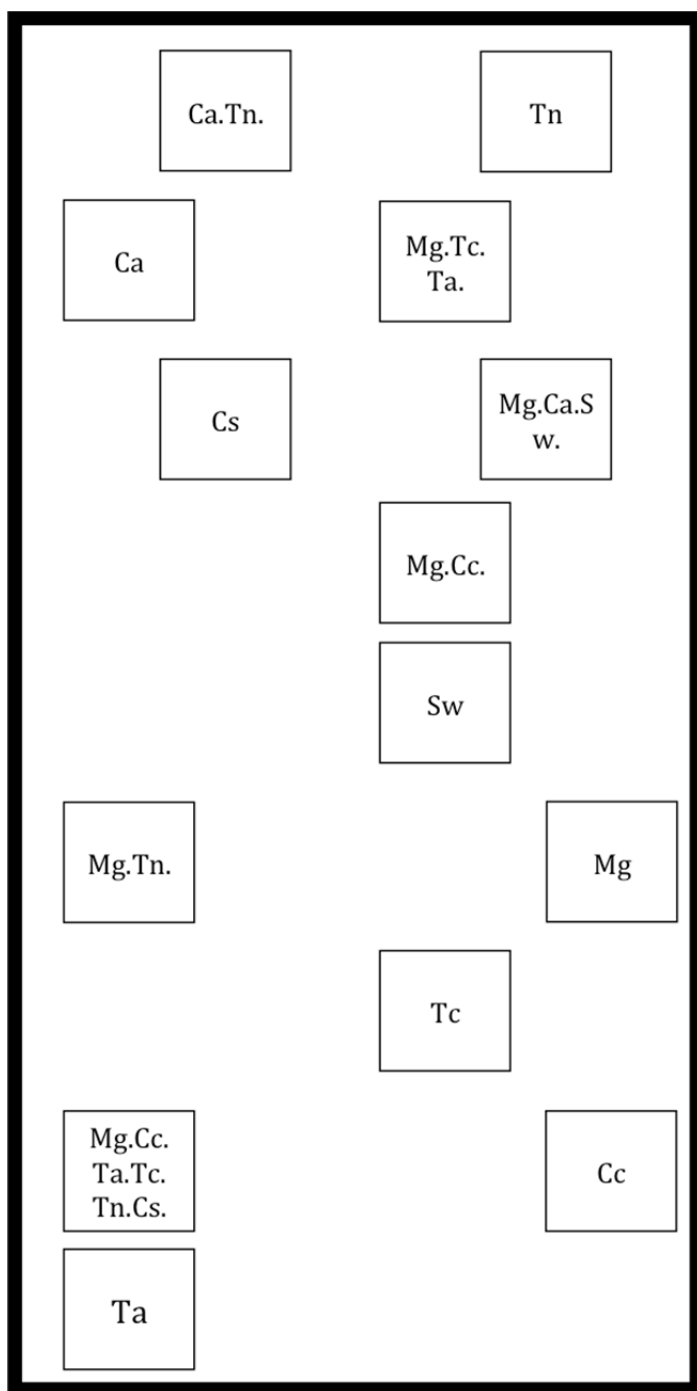 Ca.Tn.
Tn
Ca
Mg.Tc.
Ta.
Cs
Mg.Ca.S
w.
Mg.Cc.
Sw
Mg.Tn.
Mg
Tc
Mg.Cc.
Ta.Tc.
Tn.Cs.
Cc
Ta